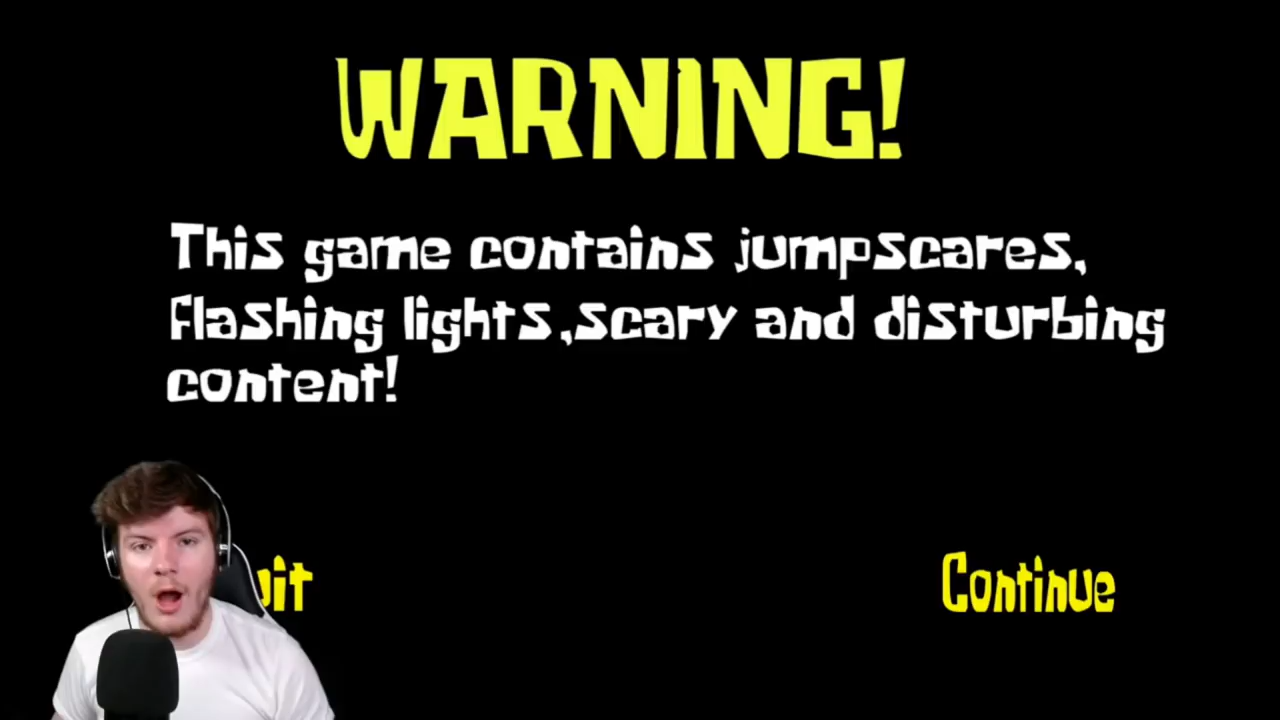 WARNING!
This game contains jumpscares,
flashing lights,scary and disturbing
content!
Continue